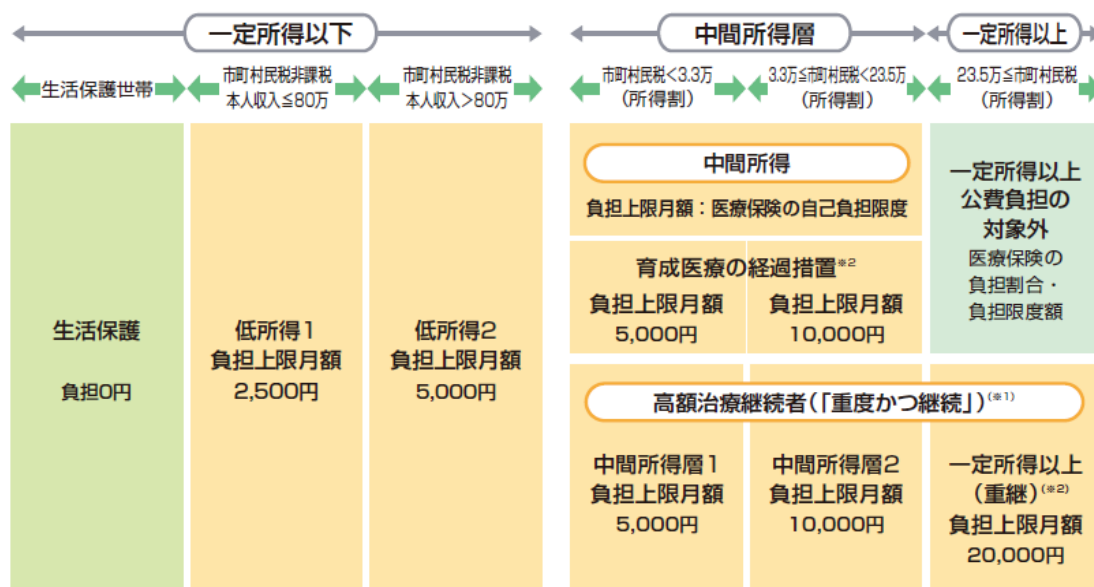 一定所得以下
中間所得層
一定所得以上
生活保護世帯
市町村民税非課税
本人収入≦80万
市町村民税非課税
本人収入>80万
市町村民税<3.3万
(所得割)
3.3万≦市町村民税<23.5万
(所得割)
23.5万≦市町村民税
(所得割)
生活保護
負担0円
低所得1
負担上限月額
2,500円
低所得2
負担上限月額
5,000円
中間所得
負担上限月額：医療保険の自己負担限度
育成医療の経過措置※2
負担上限月額
5,000円
負担上限月額
10,000円
一定所得以上
公費負担の
対象外
医療保険の
負担割合・
負担限度額
高額治療継続者(「重度かつ継続」)(※1)
中間所得層1
負担上限月額
5,000円
中間所得層2
負担上限月額
10,000円
一定所得以上
(重継)(※2)
負担上限月額
20,000円